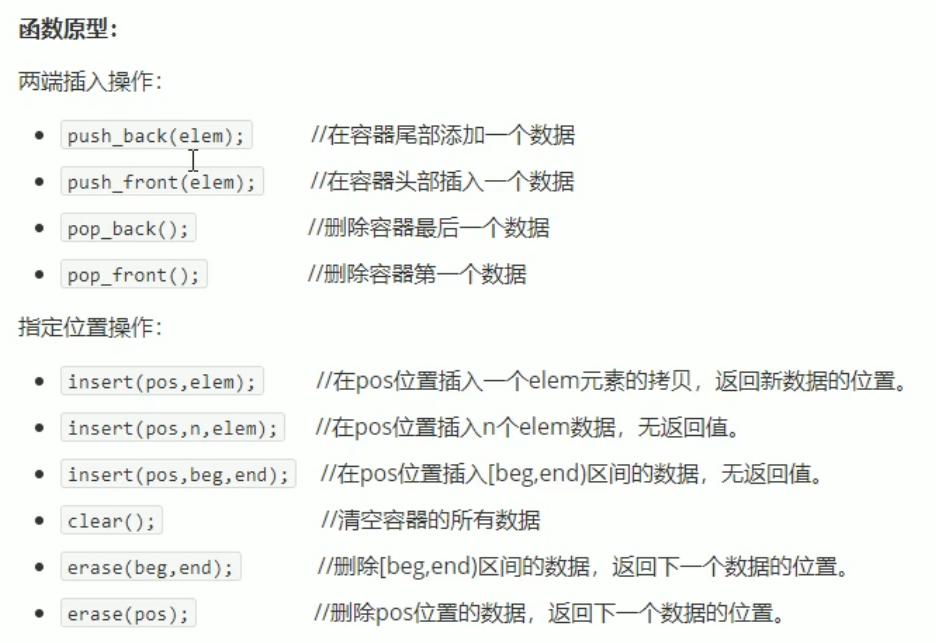 函数原型：
两端插入操作：
push_back(elem); //在容器尾部添加一个数据
push_front(elem); //在容器头部插入一个数据
pop_back(); //删除容器最后一个数据
pop_front(); //删除容器第一个数据
指定位置操作：
insert(pos,elem); //在pos位置插入一个elem元素的拷贝，返回新数据的位置。
insert(pos,n,elem); //在pos位置插入n个elem数据，无返回值。
insert(pos,beg,end); //在pos位置插入[beg,end)区间的数据，无返回值。
clear(); //清空容器的所有数据
erase(beg,end); //删除[beg,end)区间的数据，返回下一个数据的位置。
erase(pos); //删除pos位置的数据，返回下一个数据的位置。